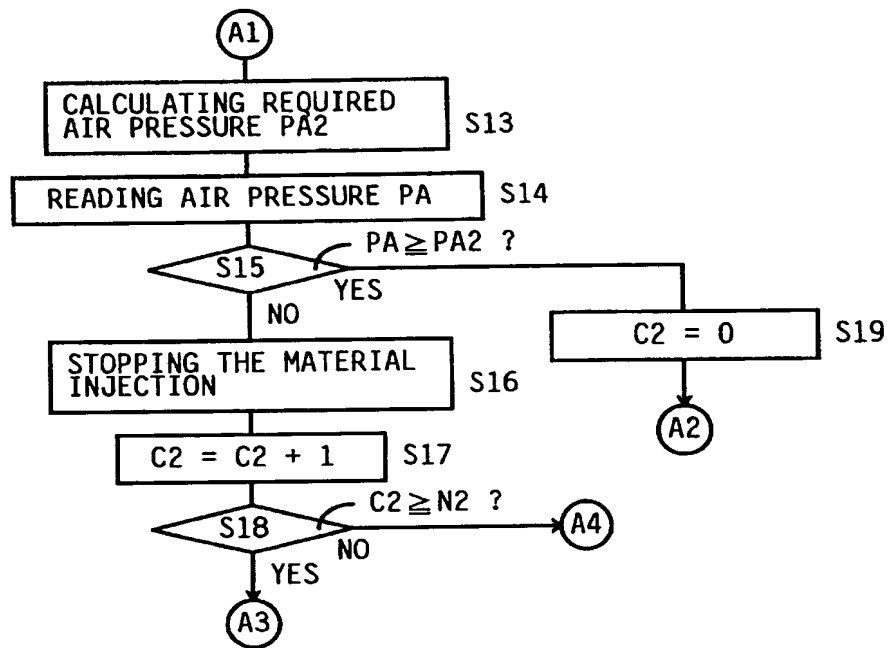 A1
CALCULATING REQUIRED
AIR PRESSURE PA2
S13
READING AIR PRESSURE PA
S14
PA≧PA2 ?
S15
YES
NO
C2 = 0
S19
STOPPING THE MATERIAL
INJECTION
S16
A2
C2 = C2 + 1
S17
C2≧N2 ?
S18
NO
A4
YES
A3